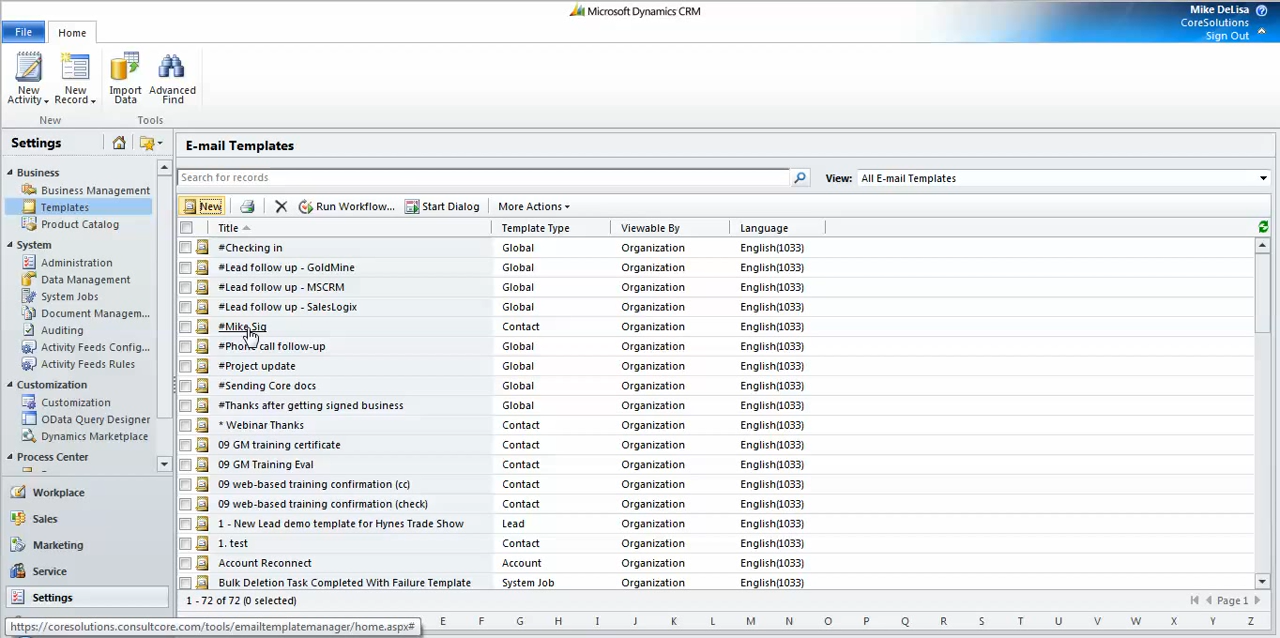 Microsoft Dynamics CRM
Mike DeLisa
CoreSolutions
Sign Out
File
Home
New Activity
New Record
Import Data
Advanced Find
New
Tools
Settings
Business
Business Management
Templates
Product Catalog
System
Administration
Data Management
System Jobs
Document Managem...
Auditing
Activity Feeds Config...
Activity Feeds Rules
Customization
Customization
OData Query Designer
Dynamics Marketplace
Process Center
Workplace
Sales
Marketing
Service
Settings
E-mail Templates
Search for records
View: All E-mail Templates
New Run Workflow... Start Dialog More Actions
Title Template Type Viewable By Language
#Checking in Global Organization English(1033)
#Lead follow up - GoldMine Global Organization English(1033)
#Lead follow up - MSCRM Global Organization English(1033)
#Lead follow up - SalesLogix Global Organization English(1033)
#Mike Sig Contact Organization English(1033)
#Phone call follow-up Global Organization English(1033)
#Project update Global Organization English(1033)
#Sending Core docs Global Organization English(1033)
#Thanks after getting signed business Global Organization English(1033)
* Webinar Thanks Contact Organization English(1033)
09 GM training certificate Contact Organization English(1033)
09 GM Training Eval Contact Organization English(1033)
09 web-based training confirmation (cc) Contact Organization English(1033)
09 web-based training confirmation (check) Contact Organization English(1033)
1 - New Lead demo template for Hynes Trade Show Lead Organization English(1033)
1. test Contact Organization English(1033)
Account Reconnect Account Organization English(1033)
Bulk Deletion Task Completed With Failure Template System Job Organization English(1033)
1 - 72 of 72 (0 selected)
Page 1
E F G H I J K L M N O P Q R S T U V W X Y Z
https://coresolutions.consultcore.com/tools/emailtemplatemanager/home.aspx#